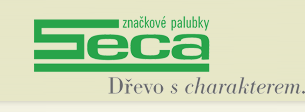 značkové palubky
Seca
Dřevo s charakterem.